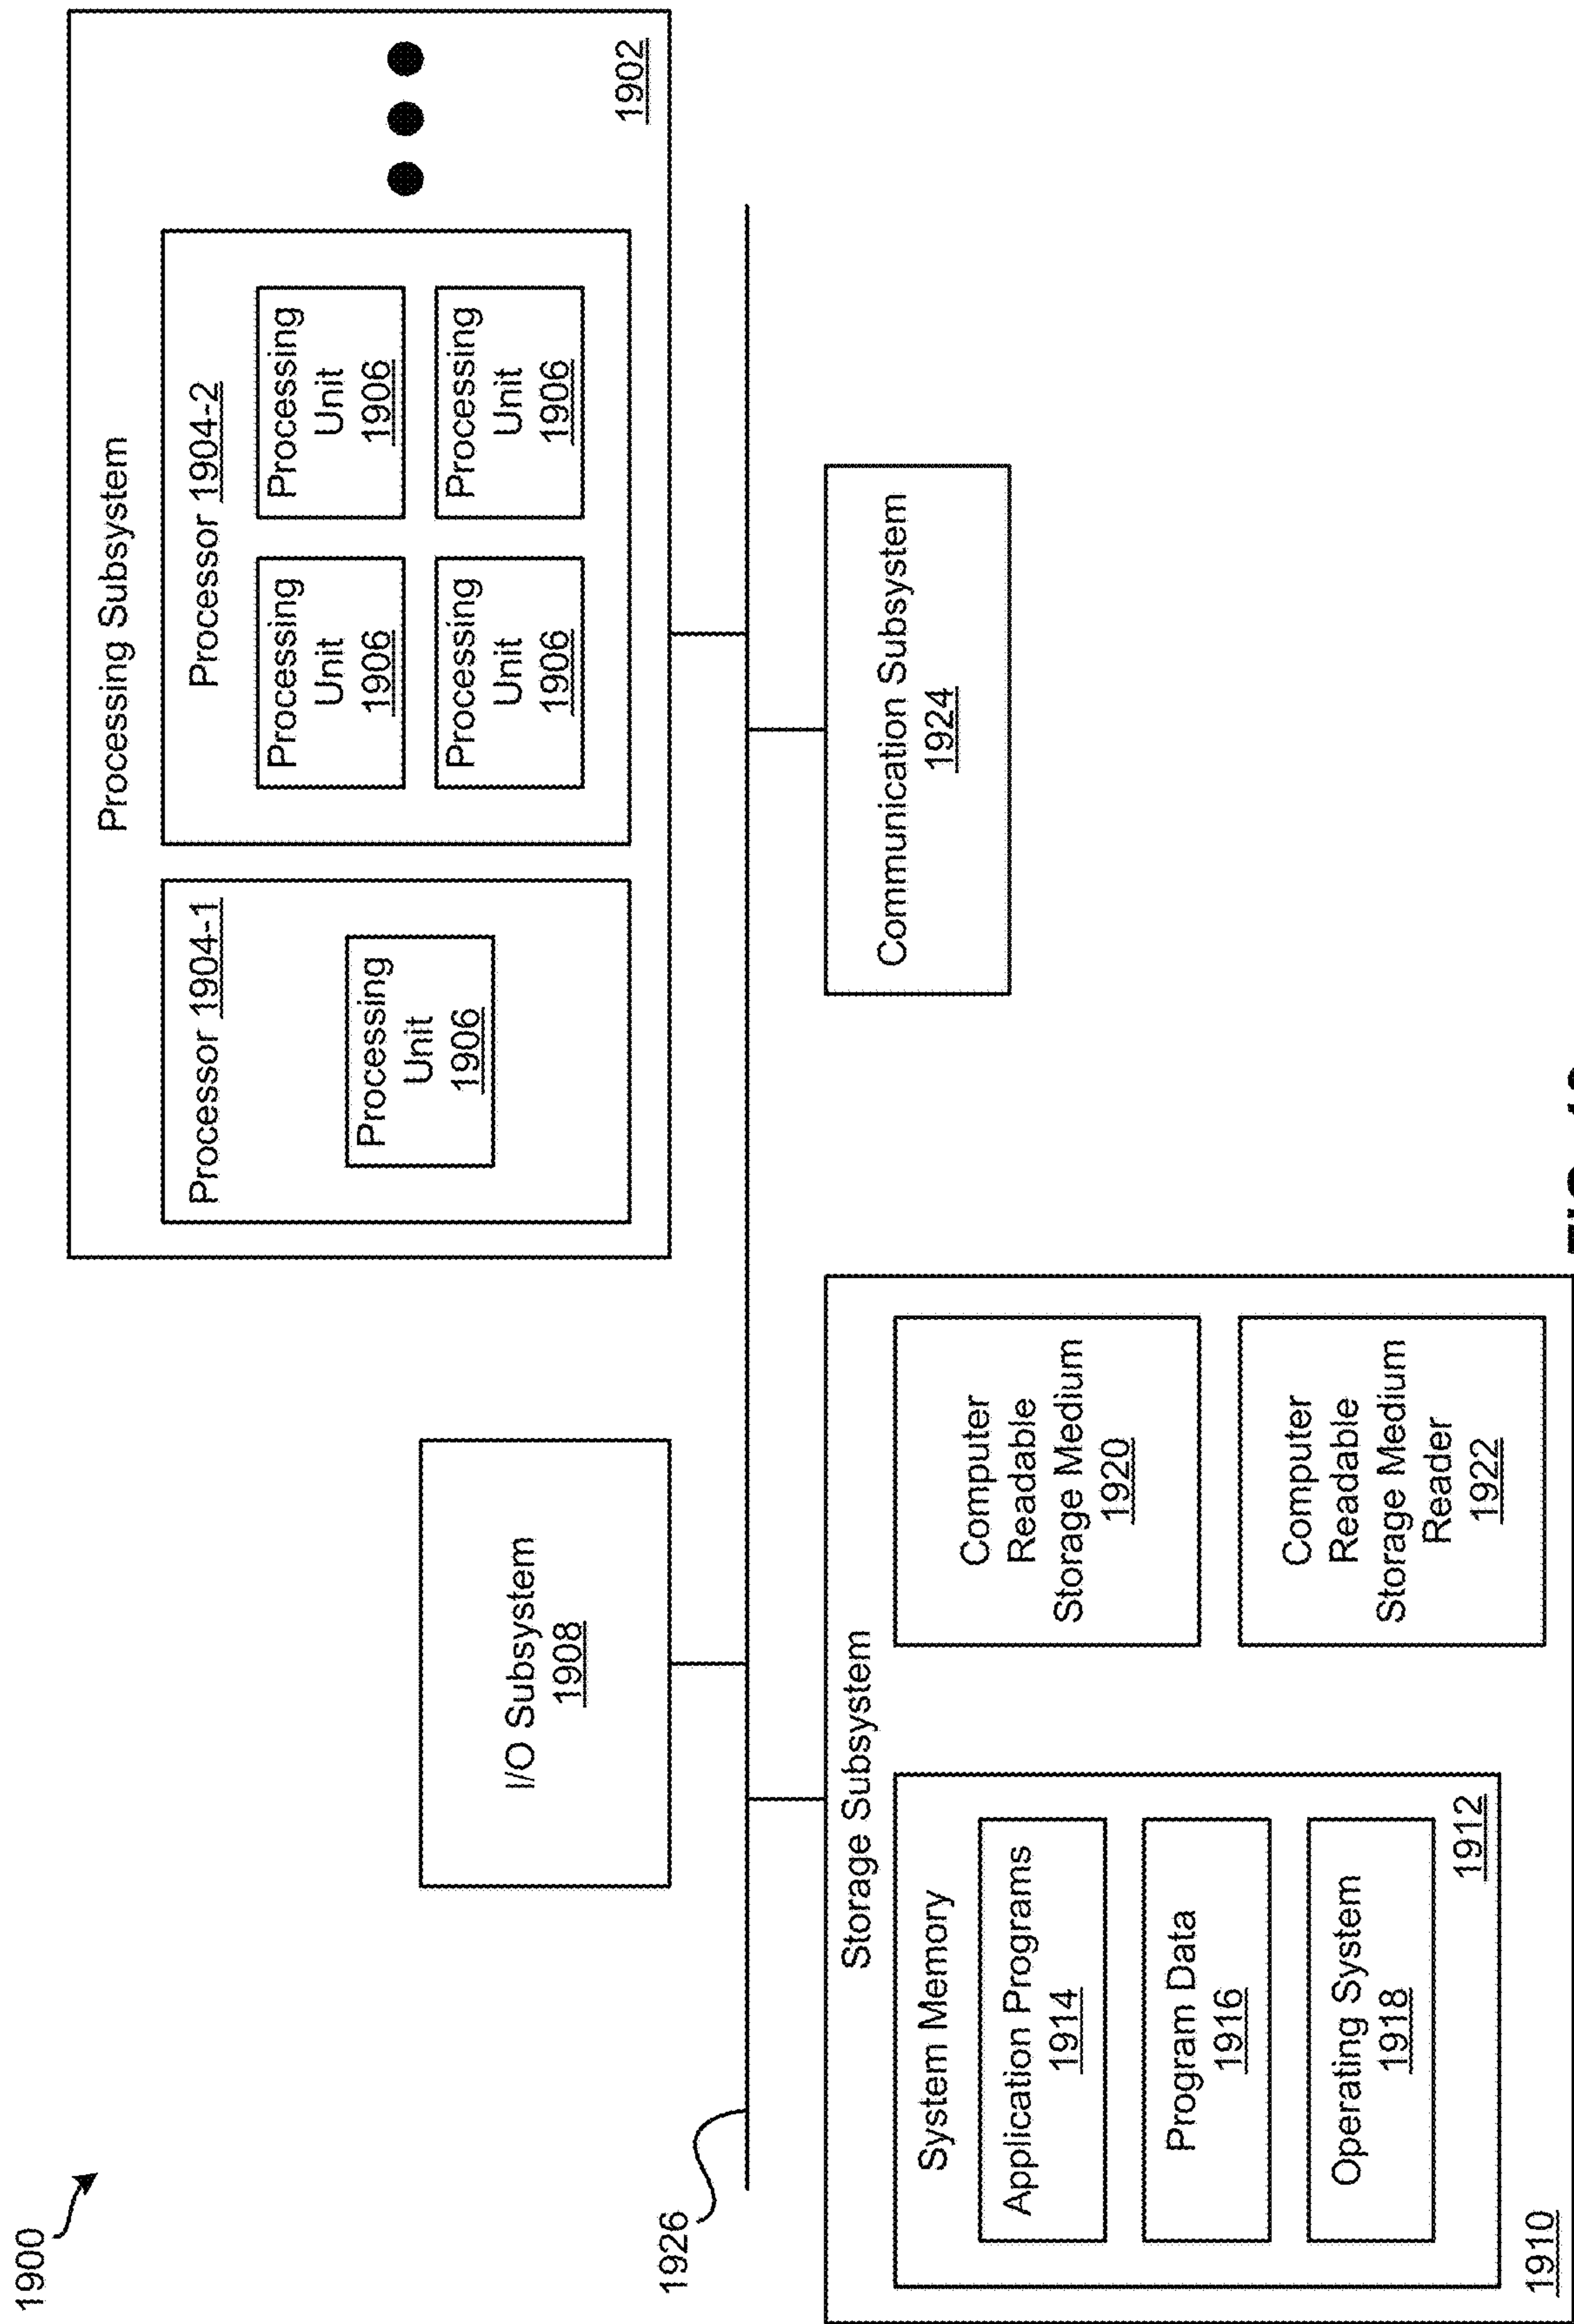 1900
Processing Subsystem
Processor 1904-1
Processing
Unit
1906
Processor 1904-2
Processing
Unit
1906
Processing
Unit
1906
Processing
Unit
1906
Processing
Unit
1906
1902
I/O Subsystem
1908
1926
Storage Subsystem
System Memory
Application Programs
1914
Program Data
1916
Operating System
1918
1912
Computer
Readable
Storage Medium
1920
Computer
Readable
Storage Medium
Reader
1922
1910
Communication Subsystem
1924